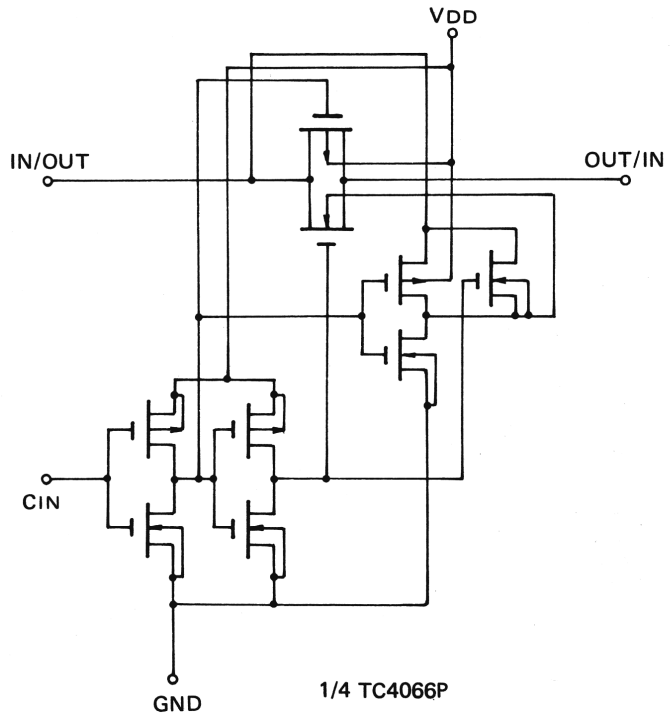 VDD
IN/OUT
OUT/IN
CIN
GND
1/4 TC4066P